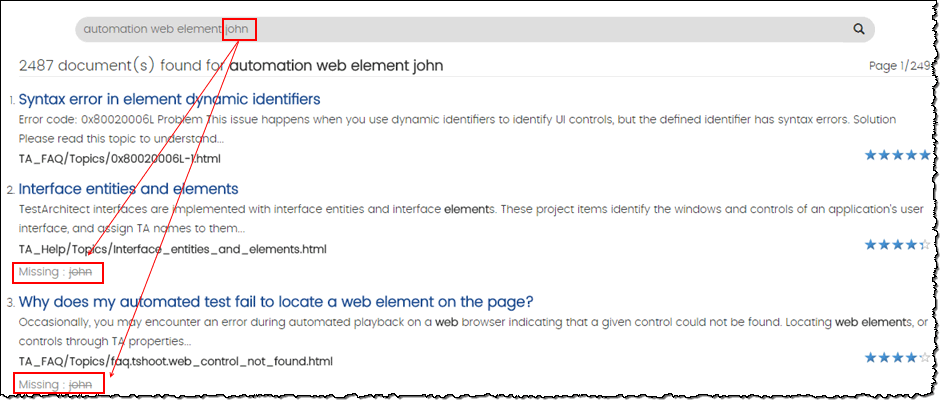 automation web element john
2487 document(s) found for automation web element john Page 1/249
1. Syntax error in element dynamic identifiers
Error code: 0x80020006L Problem This issue happens when you use dynamic identifiers to identify UI controls, but the defined identifier has syntax errors. Solution
Please read this topic to understand...
TA_FAQ/Topics/0x80020006L-1.html
2. Interface entities and elements
TestArchitect interfaces are implemented with interface entities and interface elements. These project items identify the windows and controls of an application's user
interface, and assign TA names to them...
TA_Help/Topics/Interface_entities_and_elements.html
Missing : john
3. Why does my automated test fail to locate a web element on the page?
Occasionally, you may encounter an error during automated playback on a web browser indicating that a given control could not be found. Locating web elements, or
controls through TA properties...
TA_FAQ/Topics/faq.tshoot.web_control_not_found.html
Missing : john